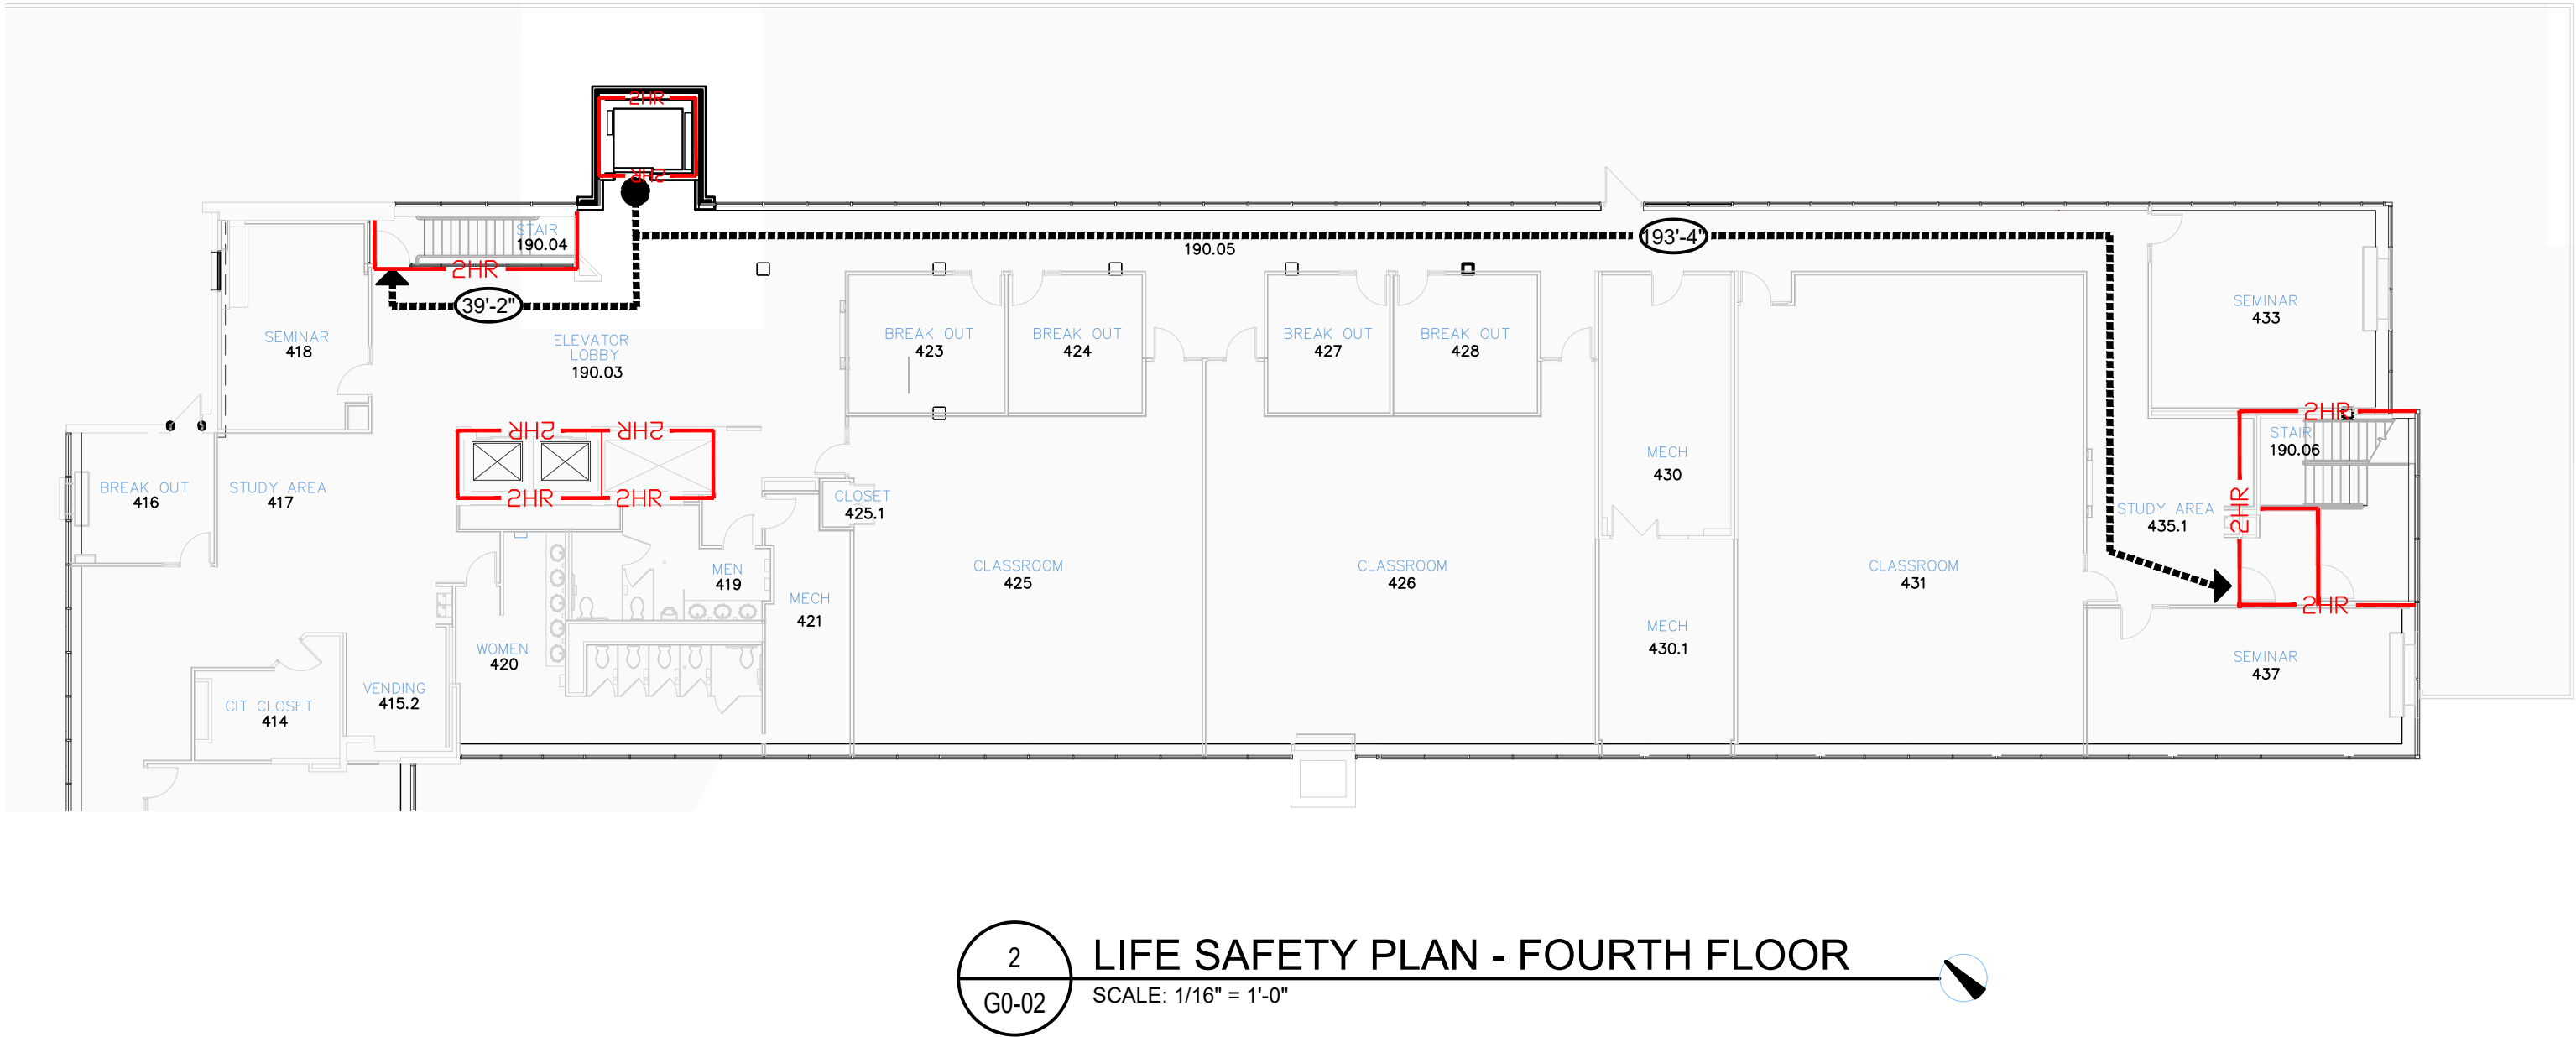 2HR
2HR
STAIR
190.04
2HR
193'-4"
190.05
39'-2"
SEMINAR
418
ELEVATOR
LOBBY
190.03
BREAK OUT
423
BREAK OUT
424
BREAK OUT
427
BREAK OUT
428
SEMINAR
433
2HR
2HR
2HR
STAIR
190.06
MECH
430
BREAK OUT
416
STUDY AREA
417
2HR
2HR
CLOSET
425.1
2HR
STUDY AREA
435.1
CLASSROOM
425
CLASSROOM
426
CLASSROOM
431
MEN
419
MECH
421
2HR
MECH
430.1
WOMEN
420
SEMINAR
437
VENDING
415.2
CIT CLOSET
414
2
G0-02
LIFE SAFETY PLAN - FOURTH FLOOR
SCALE: 1/16" = 1'-0"